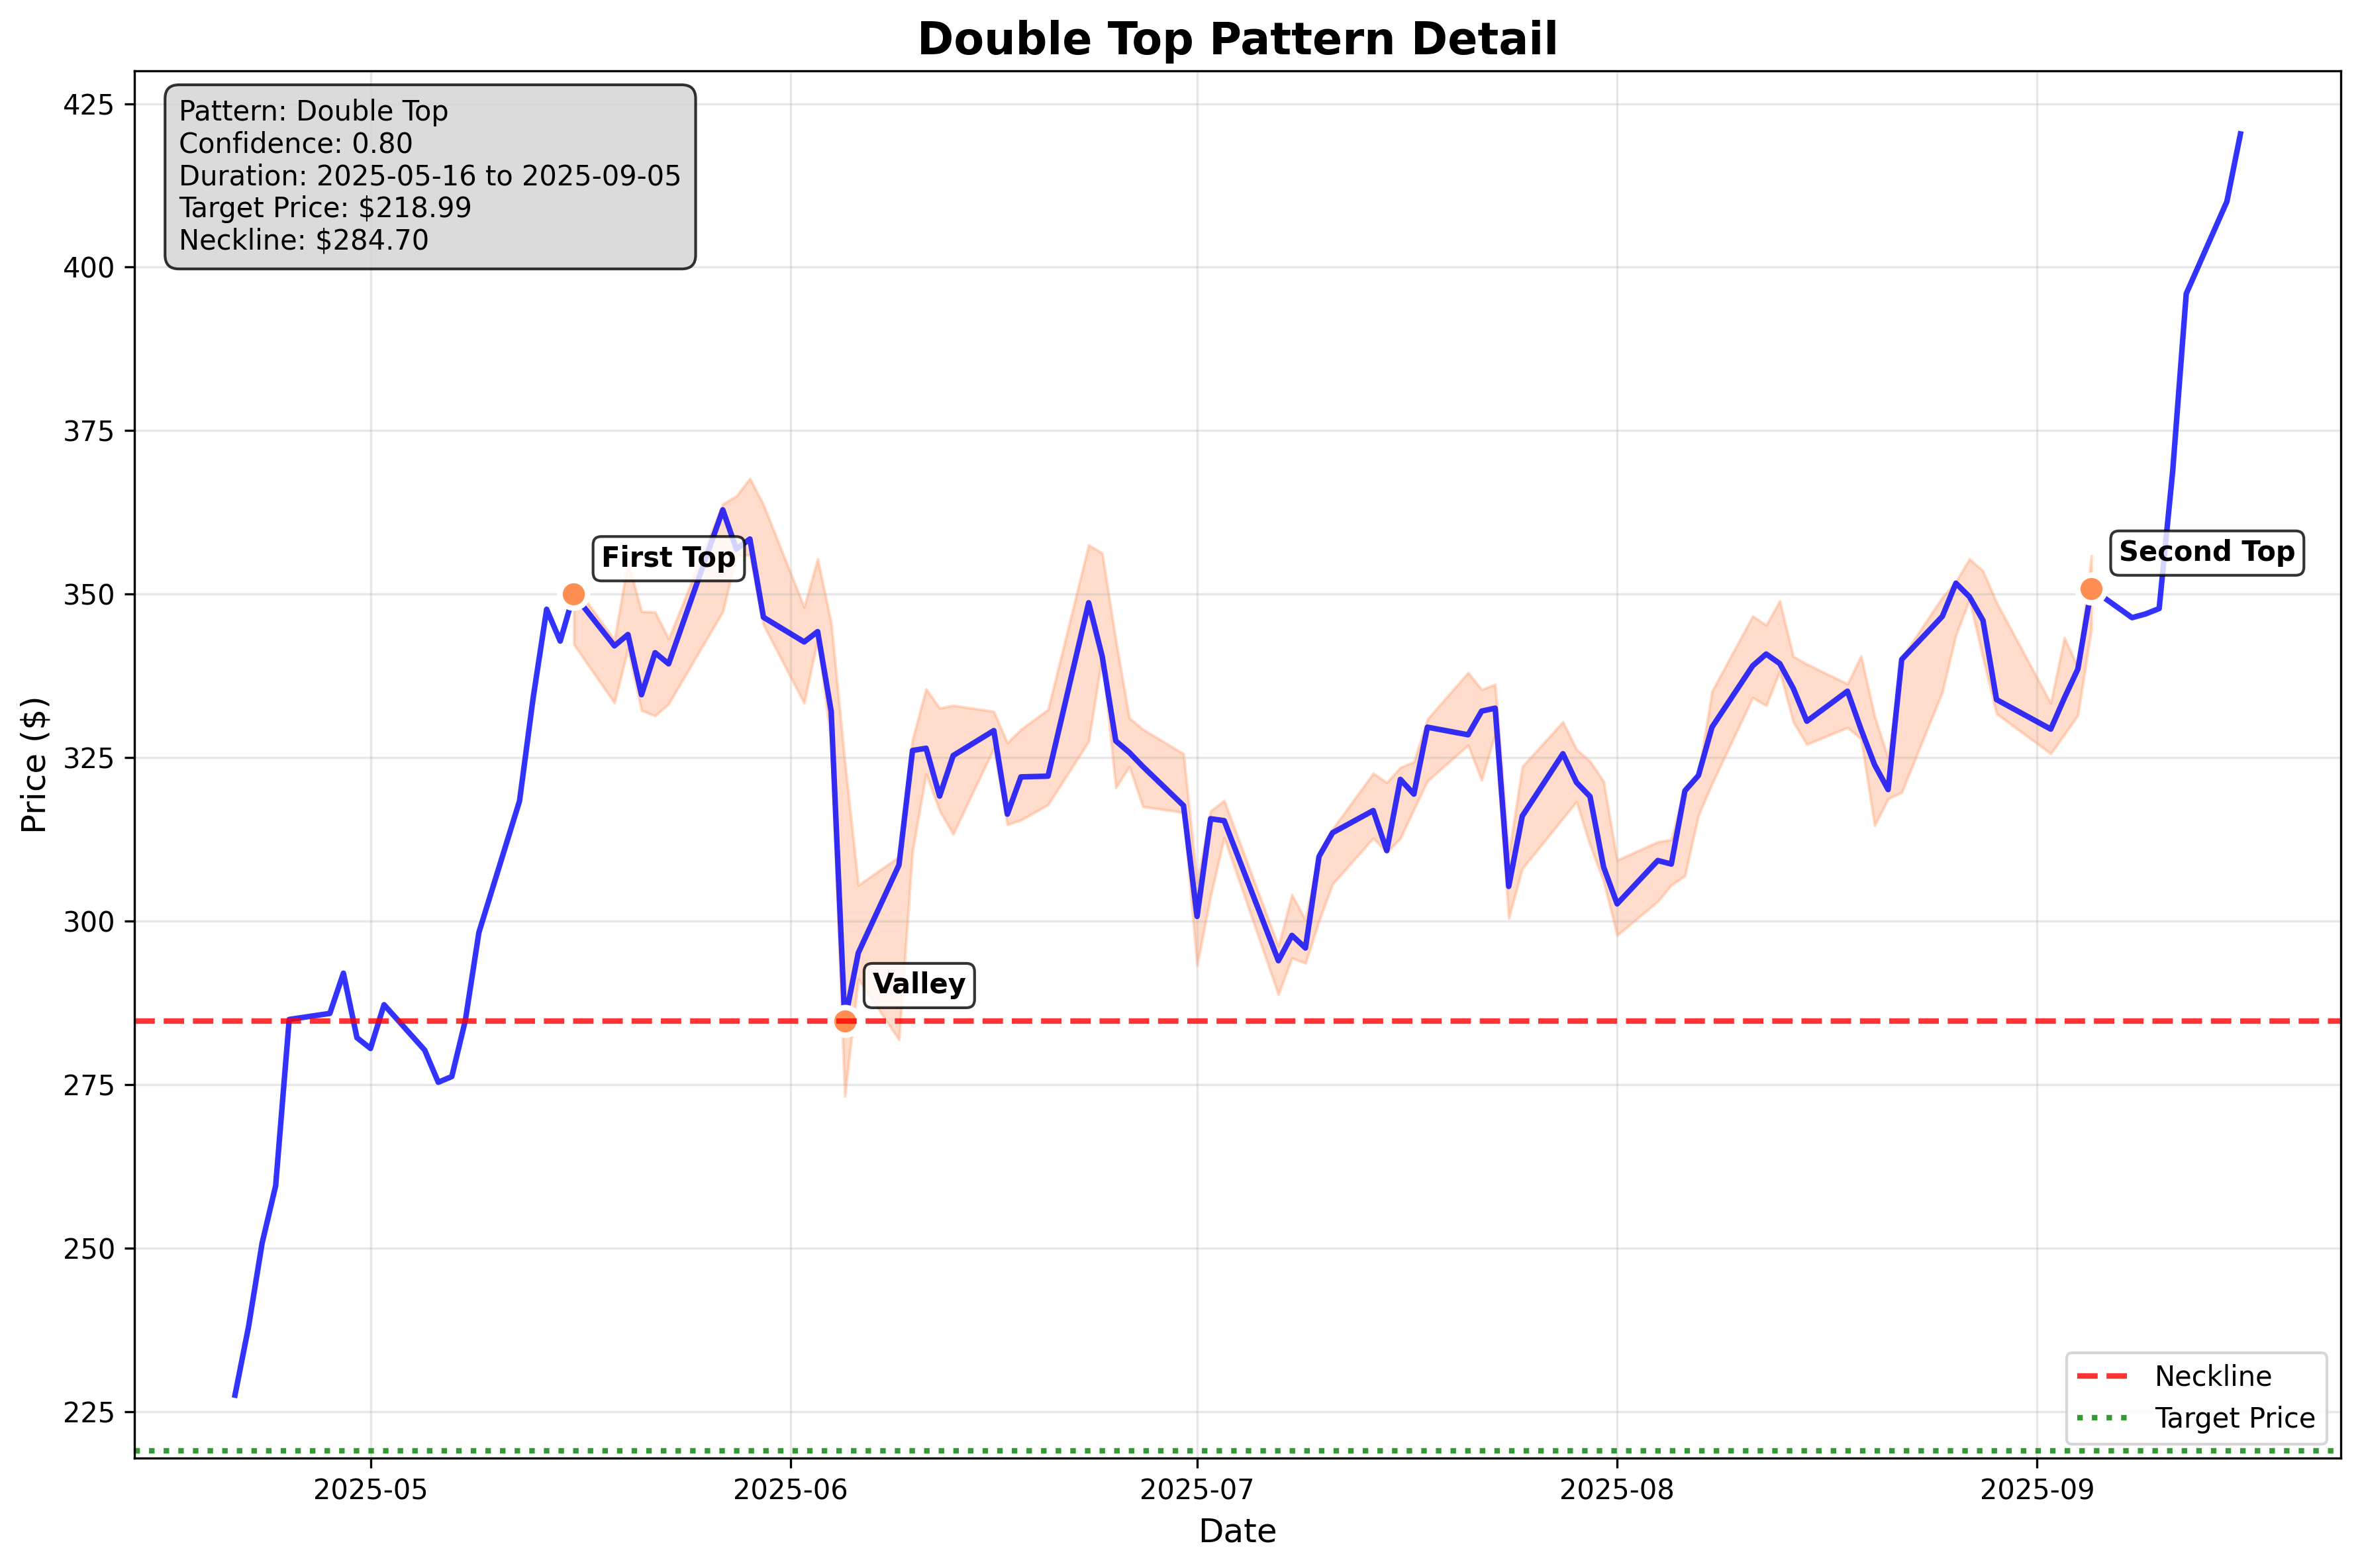 Double Top Pattern Detail
Pattern: Double Top
Confidence: 0.80
Duration: 2025-05-16 to 2025-09-05
Target Price: $218.99
Neckline: $284.70
425
400
375
350
325
300
275
250
225
Price ($)
First Top
Second Top
Valley
Neckline
Target Price
2025-05
2025-06
2025-07
2025-08
2025-09
Date